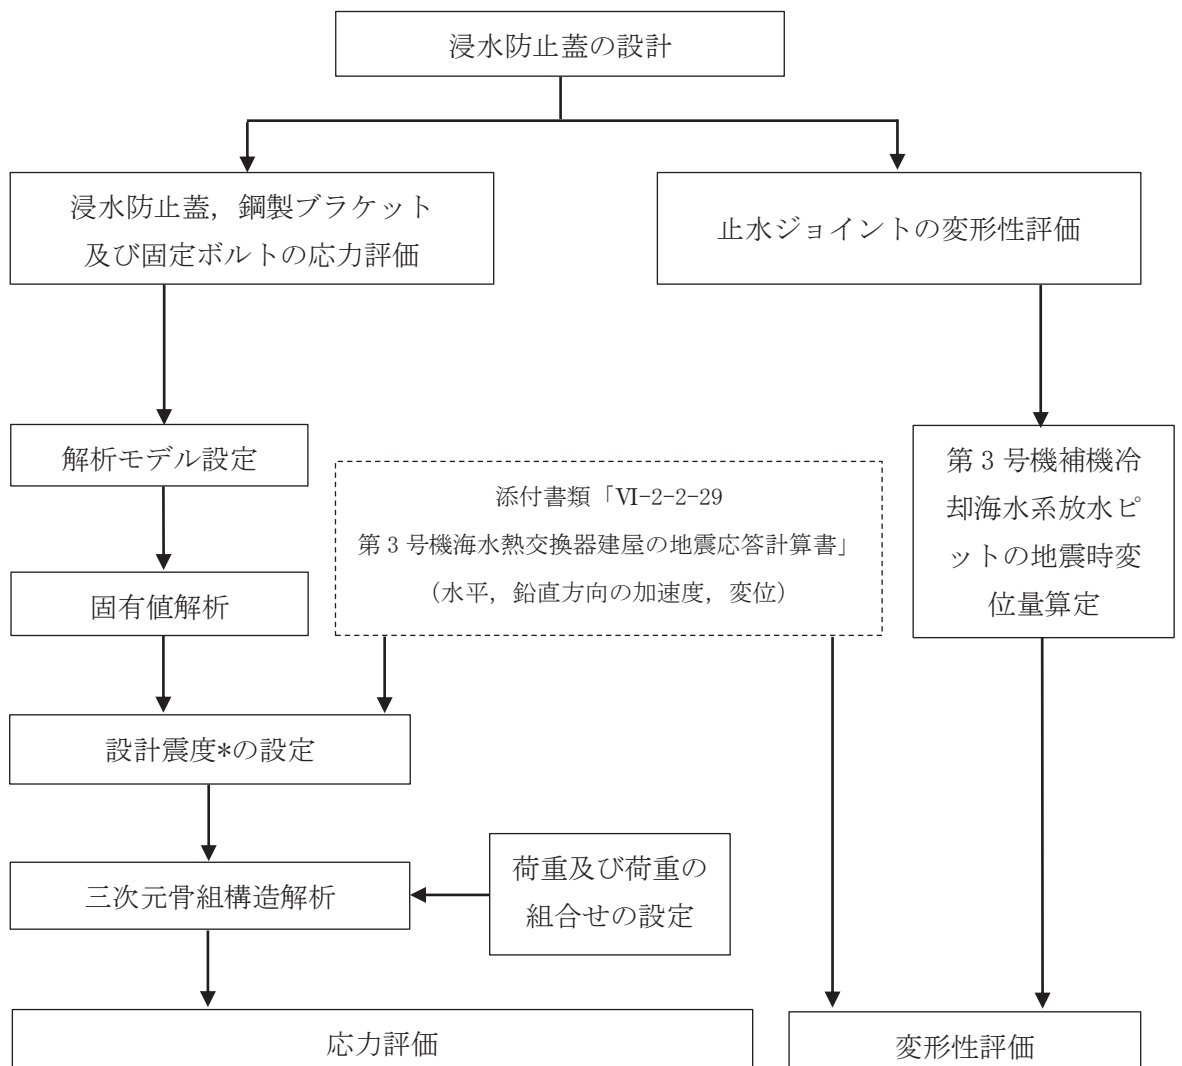 浸水防止蓋の設計
浸水防止蓋，鋼製ブラケット
及び固定ボルトの応力評価
止水ジョイントの変形性評価
解析モデル設定
添付書類「Ⅵ-2-2-29
第 3 号機海水熱交換器建屋の地震応答計算書」
（水平，鉛直方向の加速度，変位）
第 3 号機補機冷
却海水系放水ピ
ットの地震時変
位量算定
固有値解析
設計震度*の設定
三次元骨組構造解析
荷重及び荷重の
組合せの設定
応力評価
変形性評価